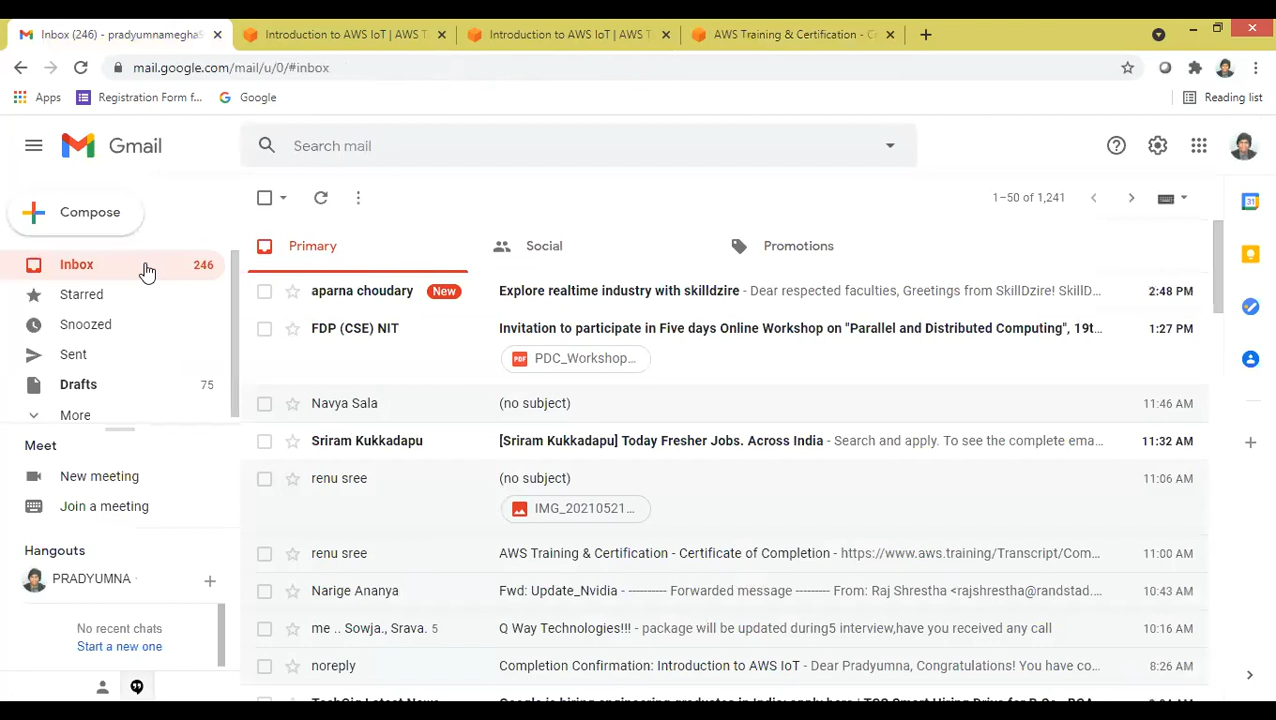 Inbox (246) - pradyumnameghaS
Introduction to AWS IoT | AWS T
Introduction to AWS IoT | AWS T
AWS Training & Certification - Ce
mail.google.com/mail/u/0/#inbox
Apps
Registration Form f...
Google
Reading list
Gmail
Search mail
Compose
1–50 of 1,241
Primary
Social
Promotions
Inbox
246
Starred
Snoozed
Sent
Drafts
75
More
Meet
New meeting
Join a meeting
Hangouts
PRADYUMNA
No recent chats
Start a new one
aparna choudary
New
Explore realtime industry with skilldzire - Dear respected faculties, Greetings from SkillDzire! SkillD...
2:48 PM
FDP (CSE) NIT
Invitation to participate in Five days Online Workshop on "Parallel and Distributed Computing", 19t...
1:27 PM
PDF
PDC_Workshop...
Navya Sala
(no subject)
11:46 AM
Sriram Kukkadapu
[Sriram Kukkadapu] Today Fresher Jobs. Across India - Search and apply. To see the complete ema...
11:32 AM
renu sree
(no subject)
11:06 AM
IMG_20210521...
renu sree
AWS Training & Certification - Certificate of Completion - https://www.aws.training/Transcript/Com...
11:00 AM
Narige Ananya
Fwd: Update_Nvidia - ---------- Forwarded message --------- From: Raj Shrestha <rajshrestha@randstad....
10:43 AM
me .. Sowja., Srava. 5
Q Way Technologies!!! - package will be updated during5 interview,have you received any call
10:16 AM
noreply
Completion Confirmation: Introduction to AWS IoT - Dear Pradyumna, Congratulations! You have co...
8:26 AM
31